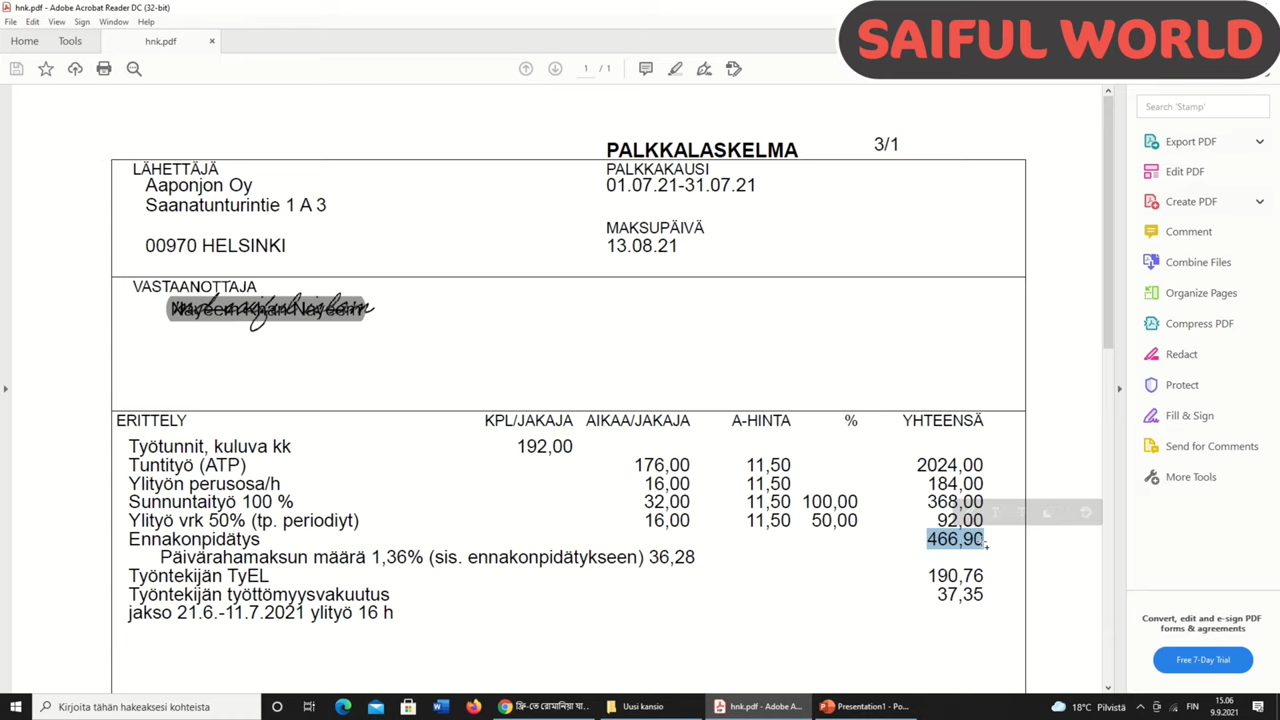 hnk.pdf - Adobe Acrobat Reader DC (32-bit)
File Edit View Sign Window Help
Home Tools hnk.pdf ×
SAIFUL WORLD
1 / 1
Search 'Stamp'
Export PDF
Edit PDF
Create PDF
Comment
Combine Files
Organize Pages
Compress PDF
Redact
Protect
Fill & Sign
Send for Comments
More Tools
Convert, edit and e-sign PDF
forms & agreements
Free 7-Day Trial
PALKKALASKELMA 3/1
LÄHETTÄJÄ PALKKAKAUSI
Aaponjon Oy 01.07.21-31.07.21
Saanatunturintie 1 A 3
MAKSUPÄIVÄ
00970 HELSINKI 13.08.21
VASTAANOTTAJA
ERITTELY KPL/JAKAJA AIKAA/JAKAJA A-HINTA % YHTEENSÄ
Työtunnit, kuluva kk 192,00
Tuntityö (ATP) 176,00 11,50 2024,00
Ylityön perusosa/h 16,00 11,50 184,00
Sunnuntaityö 100 % 32,00 11,50 100,00 368,00
Ylityö vrk 50% (tp. periodiyt) 16,00 11,50 50,00 92,00
Ennakonpidätys 466,90
Päivärahamaksun määrä 1,36% (sis. ennakonpidätykseen) 36,28
Työntekijän TyEL 190,76
Työntekijän työttömyysvakuutus 37,35
jakso 21.6.-11.7.2021 ylityö 16 h
Kirjoita tähän hakeaksesi kohteista
Uusi kansio
hnk.pdf - Adobe A...
Presentation1 - Po...
18°C Pilvistä
FIN
15.06
9.9.2021